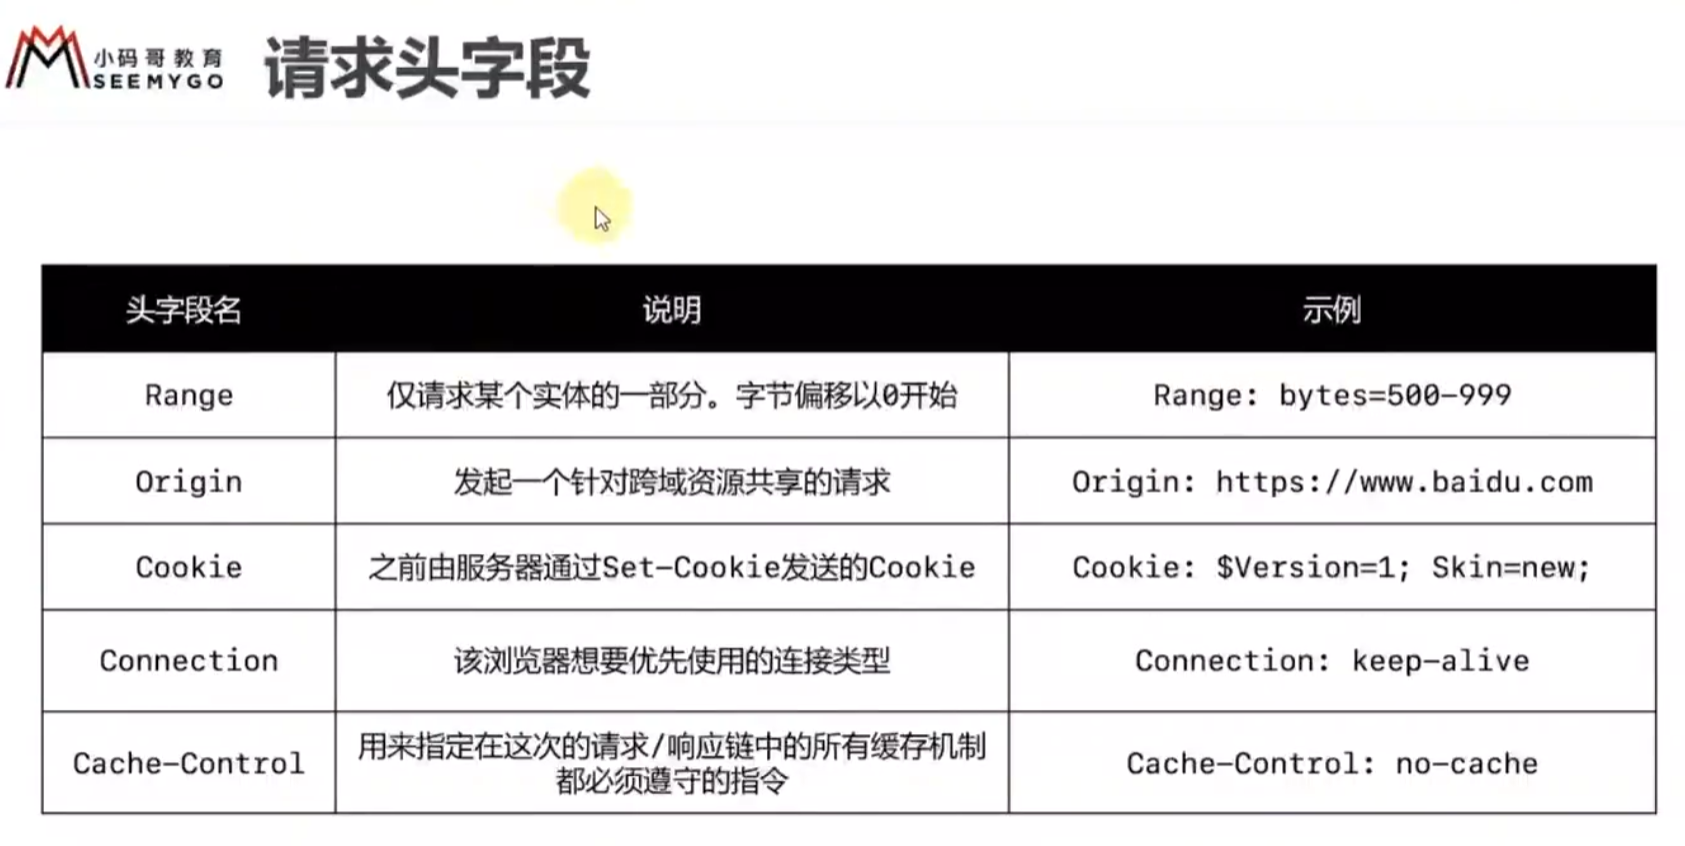 小码哥教育
SEEMYGO
请求头字段
头字段名 说明 示例
Range 仅请求某个实体的一部分。字节偏移以0开始 Range: bytes=500-999
Origin 发起一个针对跨域资源共享的请求 Origin: https://www.baidu.com
Cookie 之前由服务器通过Set-Cookie发送的Cookie Cookie: $Version=1; Skin=new;
Connection 该浏览器想要优先使用的连接类型 Connection: keep-alive
Cache-Control 用来指定在这次的请求/响应链中的所有缓存机制
都必须遵守的指令 Cache-Control: no-cache